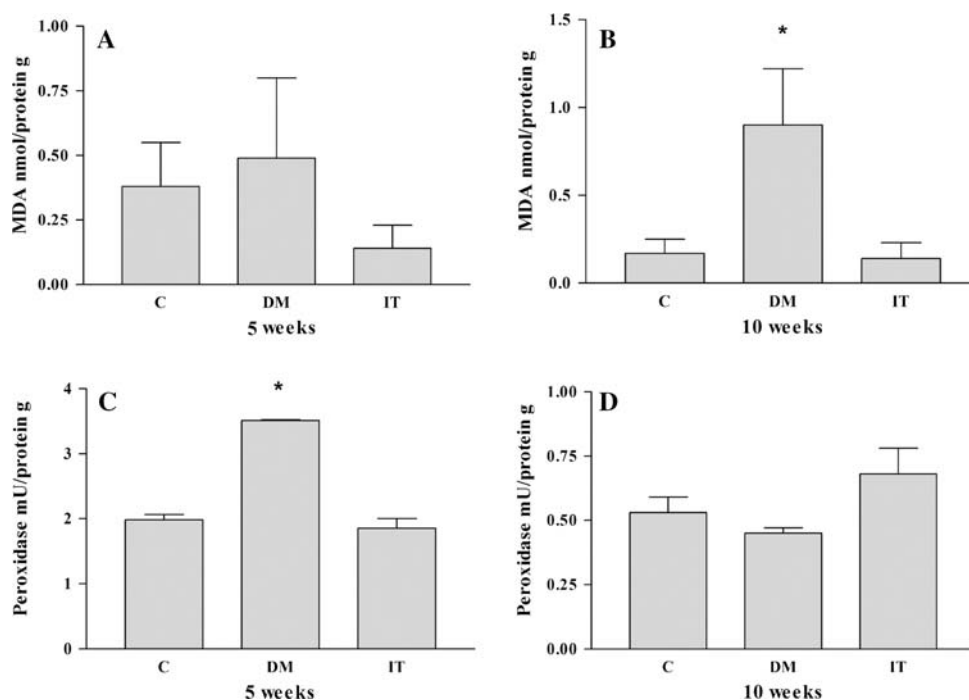 A
MDA nmol/protein g
1.00
0.75
0.50
0.25
0.00
C DM IT
5 weeks
B
*
MDA nmol/protein g
1.5
1.0
0.5
0.0
C DM IT
10 weeks
C
*
Peroxidase mU/protein g
4
3
2
1
0
C DM IT
5 weeks
D
Peroxidase mU/protein g
1.00
0.75
0.50
0.25
0.00
C DM IT
10 weeks